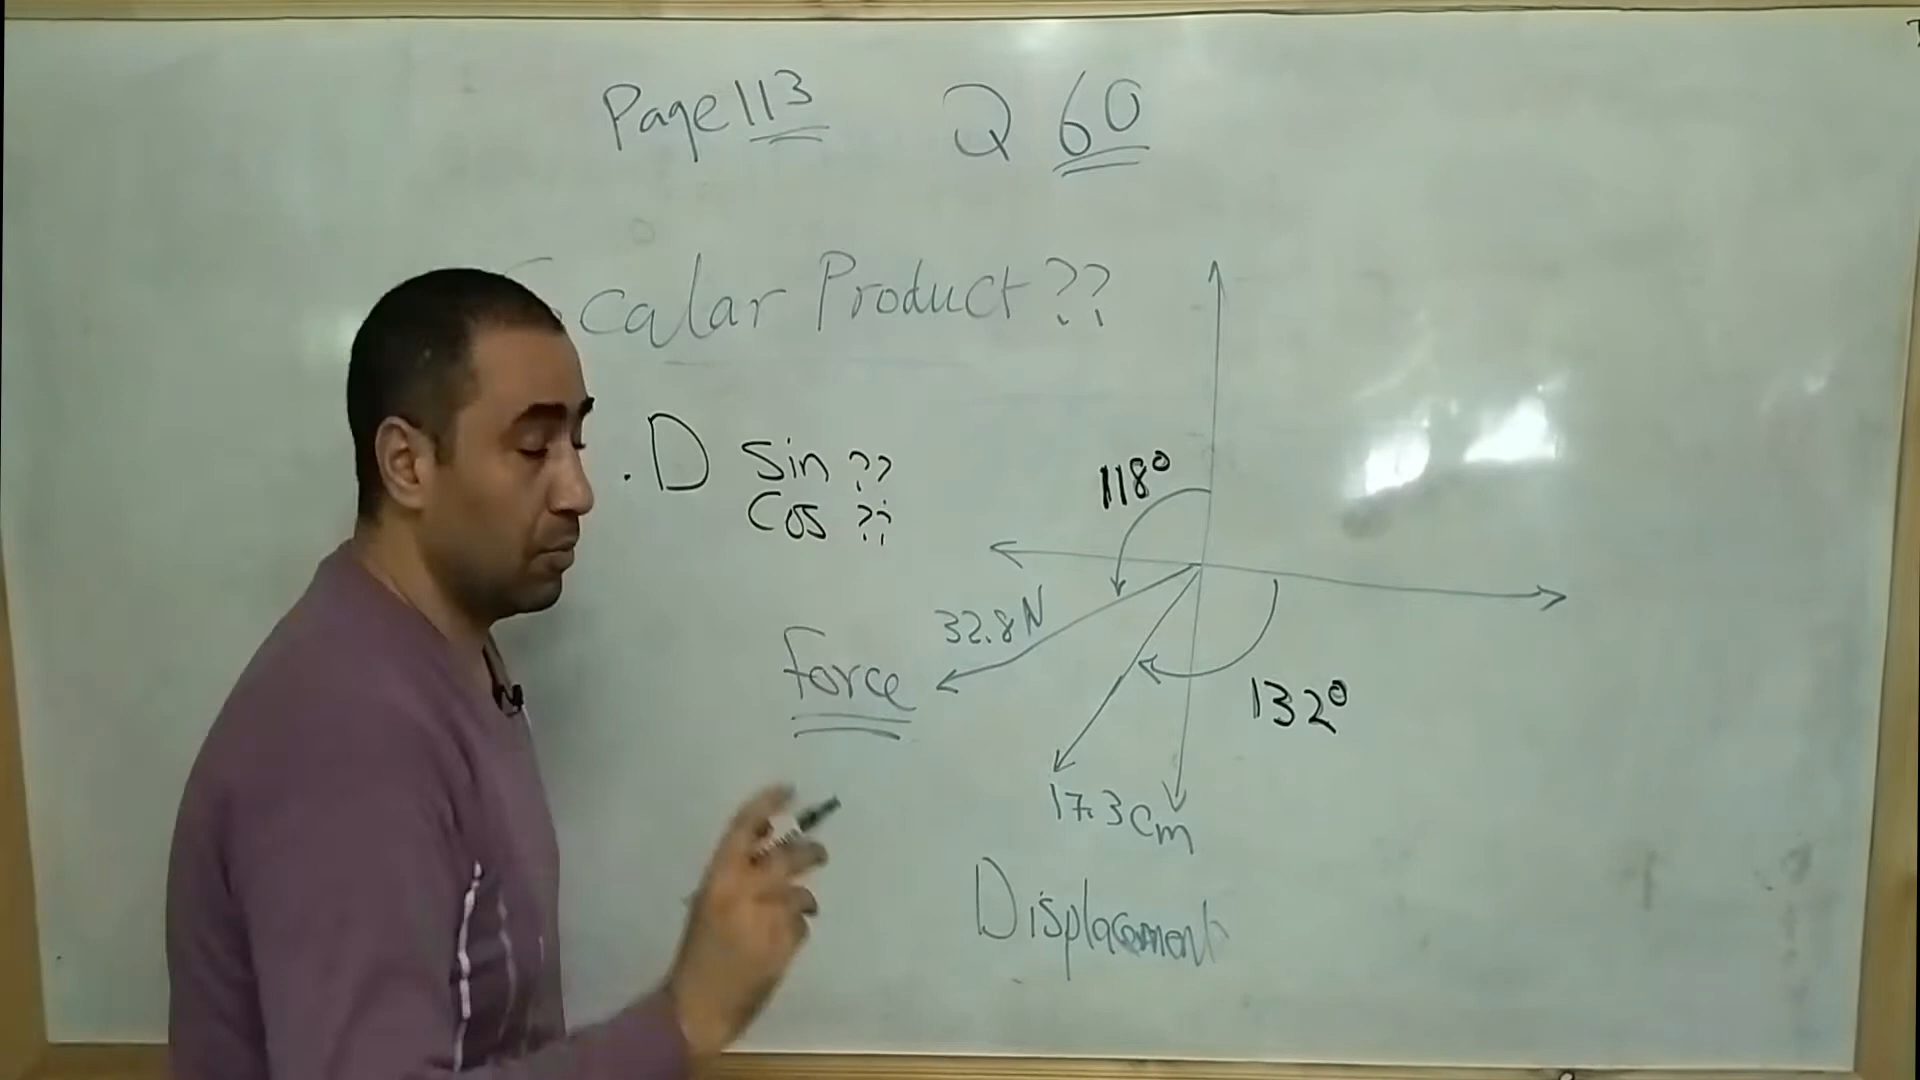 Page 113 Q 60
Scalar Product ??
. D Sin ??
Cos ??
118°
32.8 N
Force
132°
17.3 cm
Displacement